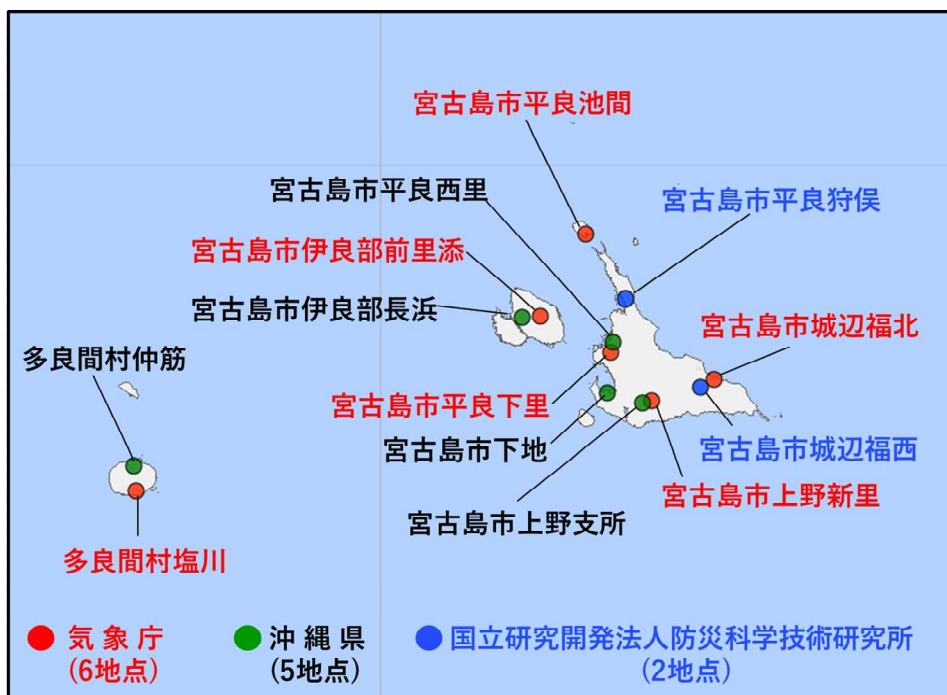 宮古島市平良池間
宮古島市平良西里
宮古島市平良狩俣
宮古島市伊良部前里添
宮古島市伊良部長浜
宮古島市城辺福北
多良間村仲筋
宮古島市平良下里
宮古島市下地
宮古島市城辺福西
宮古島市上野新里
宮古島市上野支所
多良間村塩川
気象庁
(6地点)
沖縄県
(5地点)
国立研究開発法人防災科学技術研究所
(2地点)